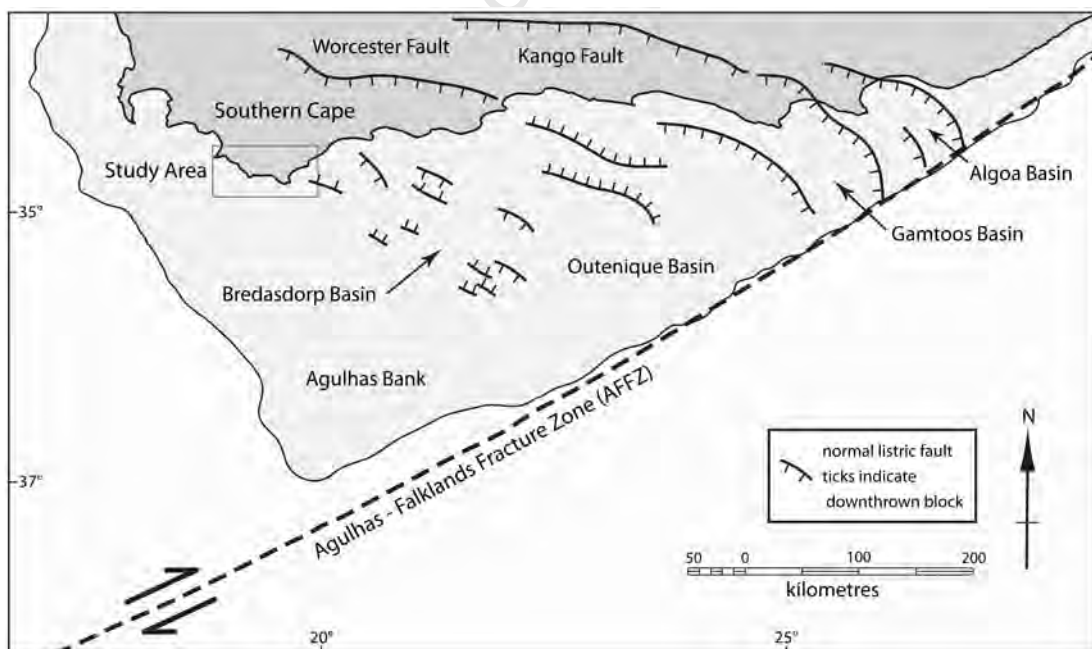 Worcester Fault
Kango Fault
Southern Cape
Study Area
Algoa Basin
35°
Gamtoos Basin
Outenique Basin
Bredasdorp Basin
Agulhas Bank
Agulhas - Falklands Fracture Zone (AFFZ)
N
normal listric fault
ticks indicate
downthrown block
37°
50 0 100 200
kilometres
20° 25°